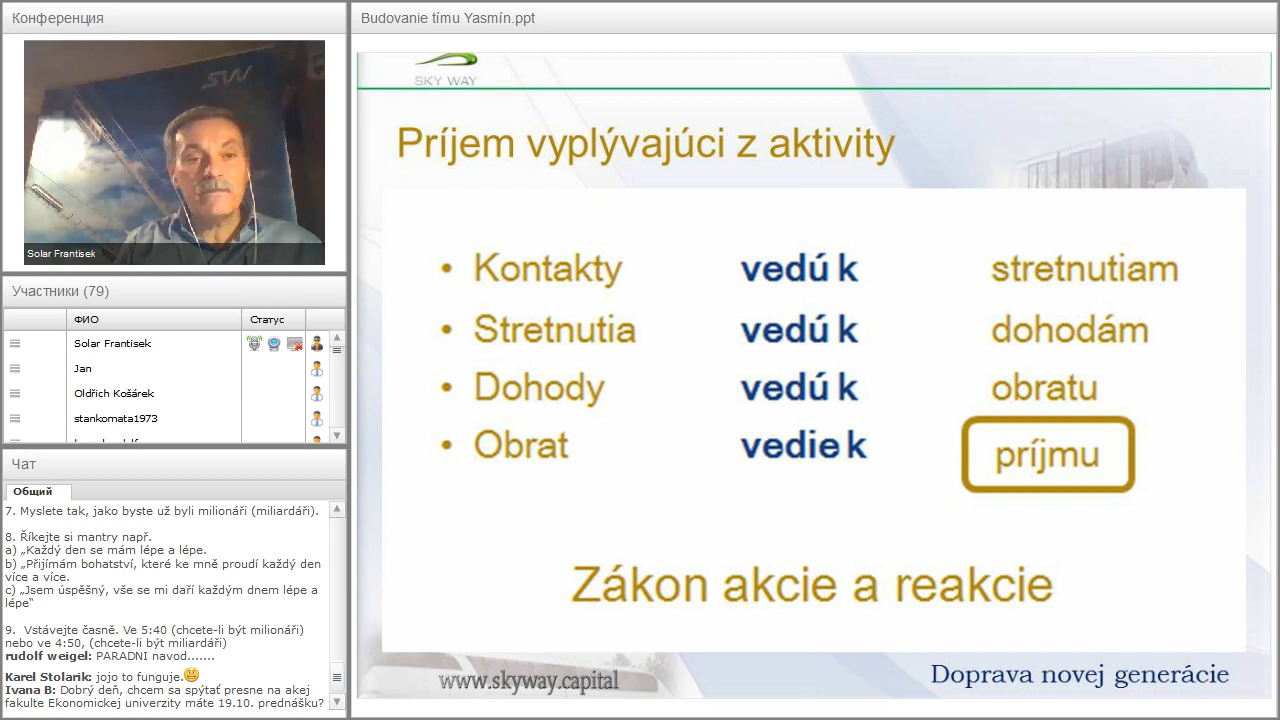 Конференция
SW
Solar Frantisek
Участники (79)
ФИО
Статус
Solar Frantisek
Jan
Oldřich Košárek
stankomata1973
Чат
Общий
7. Myslete tak, jako byste už byli milionáři (miliardáři).
8. Říkejte si mantry např.
a) „Každý den se mám lépe a lépe.
b) „Přijímám bohatství, které ke mně proudí každý den
více a více.
c) „Jsem úspěšný, vše se mi daří každým dnem lépe a
lépe“
9. Vstávejte časně. Ve 5:40 (chcete-li být milionáři)
nebo ve 4:50, (chcete-li být miliardáři)
rudolf weigel: PARADNI navod.......
Karel Stolarik: jojo to funguje.
Ivana B: Dobrý deň, chcem sa spýtať presne na akej
fakulte Ekonomickej univerzity máte 19.10. prednášku?
Budovanie tímu Yasmín.ppt
SKY WAY
Príjem vyplývajúci z aktivity
• Kontakty vedú k stretnutiam
• Stretnutia vedú k dohodám
• Dohody vedú k obratu
• Obrat vedie k príjmu
Zákon akcie a reakcie
www.skyway.capital
Doprava novej generácie